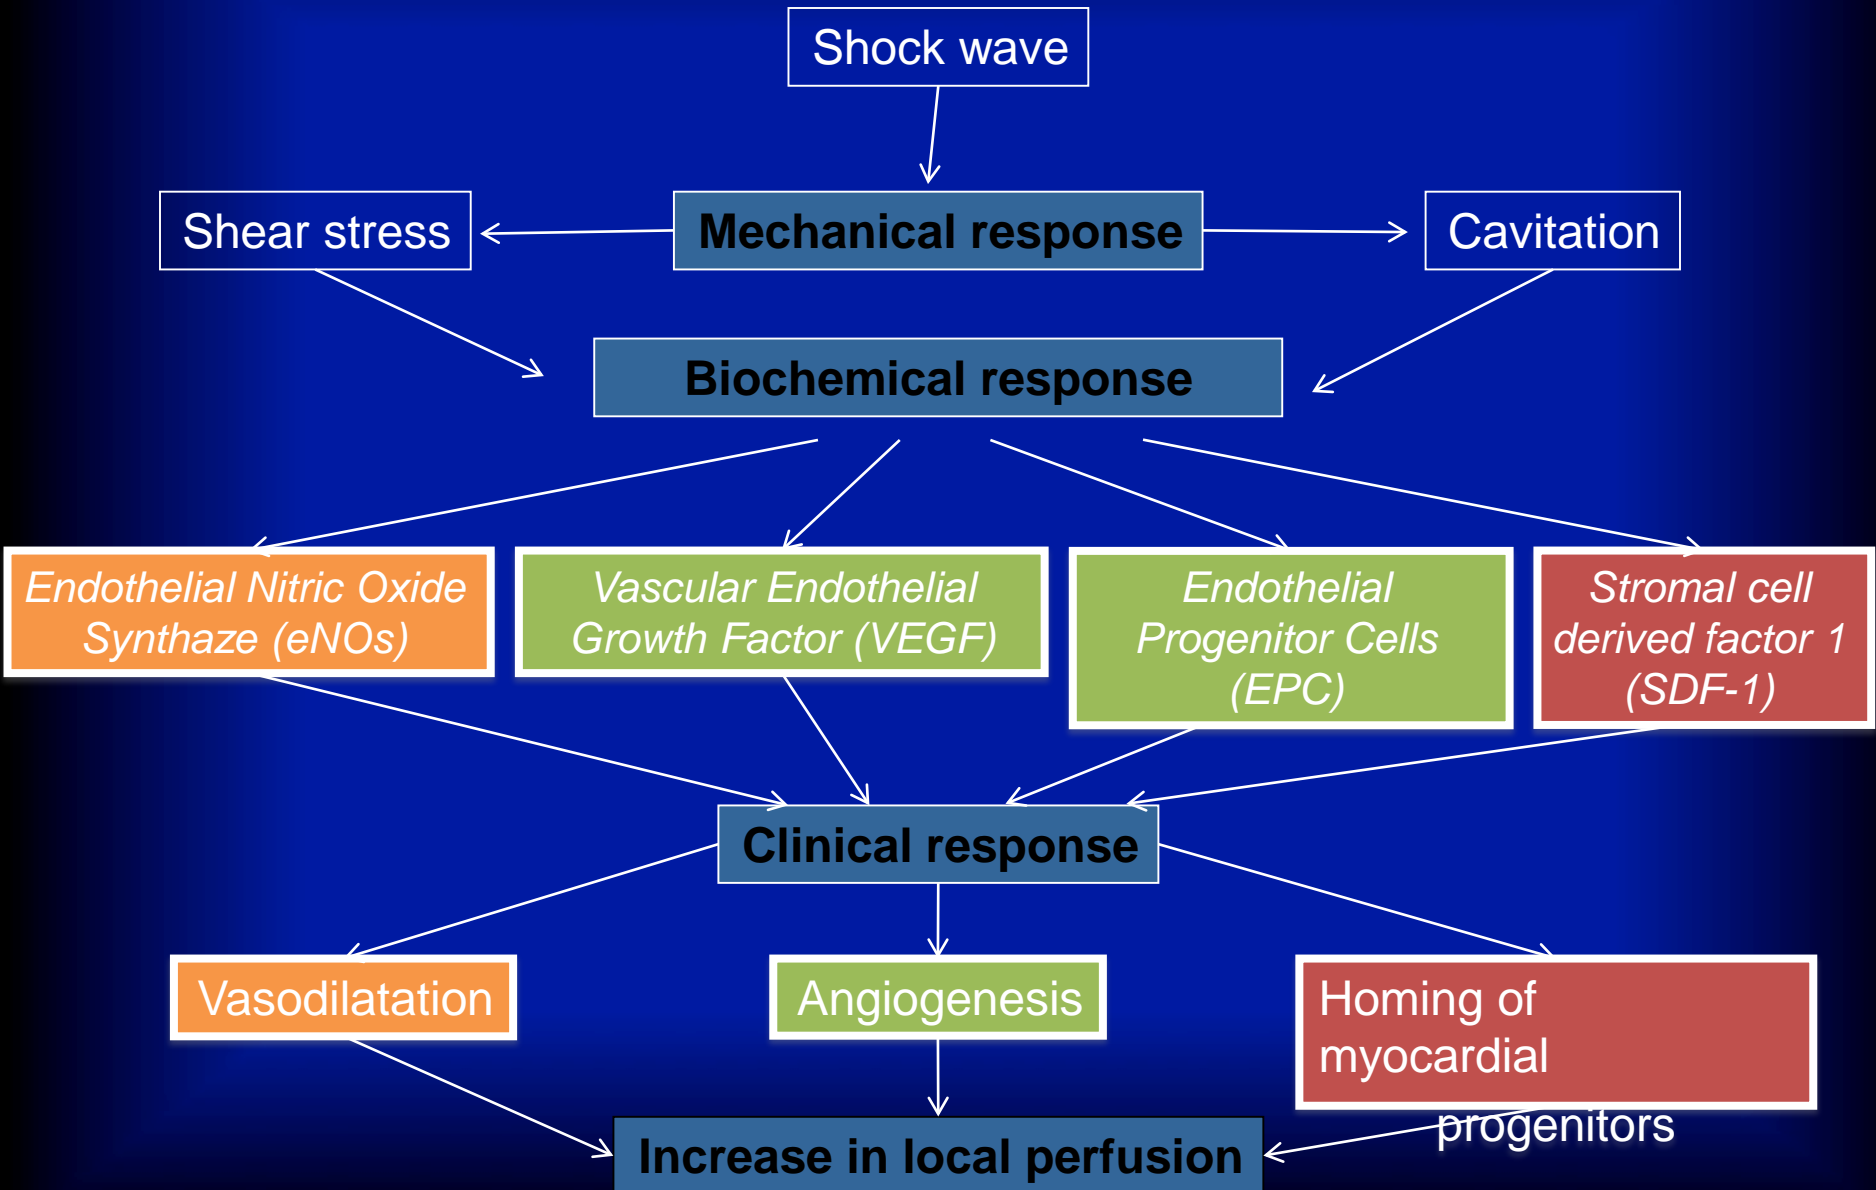 Shock wave
Shear stress
Mechanical response
Cavitation
Biochemical response
Endothelial Nitric Oxide
Synthaze (eNOs)
Vascular Endothelial
Growth Factor (VEGF)
Endothelial
Progenitor Cells
(EPC)
Stromal cell
derived factor 1
(SDF-1)
Clinical response
Vasodilatation
Angiogenesis
Homing of
myocardial
progenitors
Increase in local perfusion